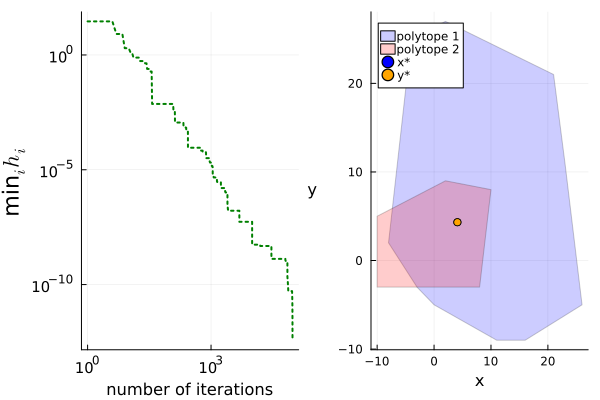 min_i h_i
10^0
10^-5
10^-10
10^0
10^3
number of iterations
polytope 1
polytope 2
x*
y*
y
20
10
0
−10
−10
0
10
20
x